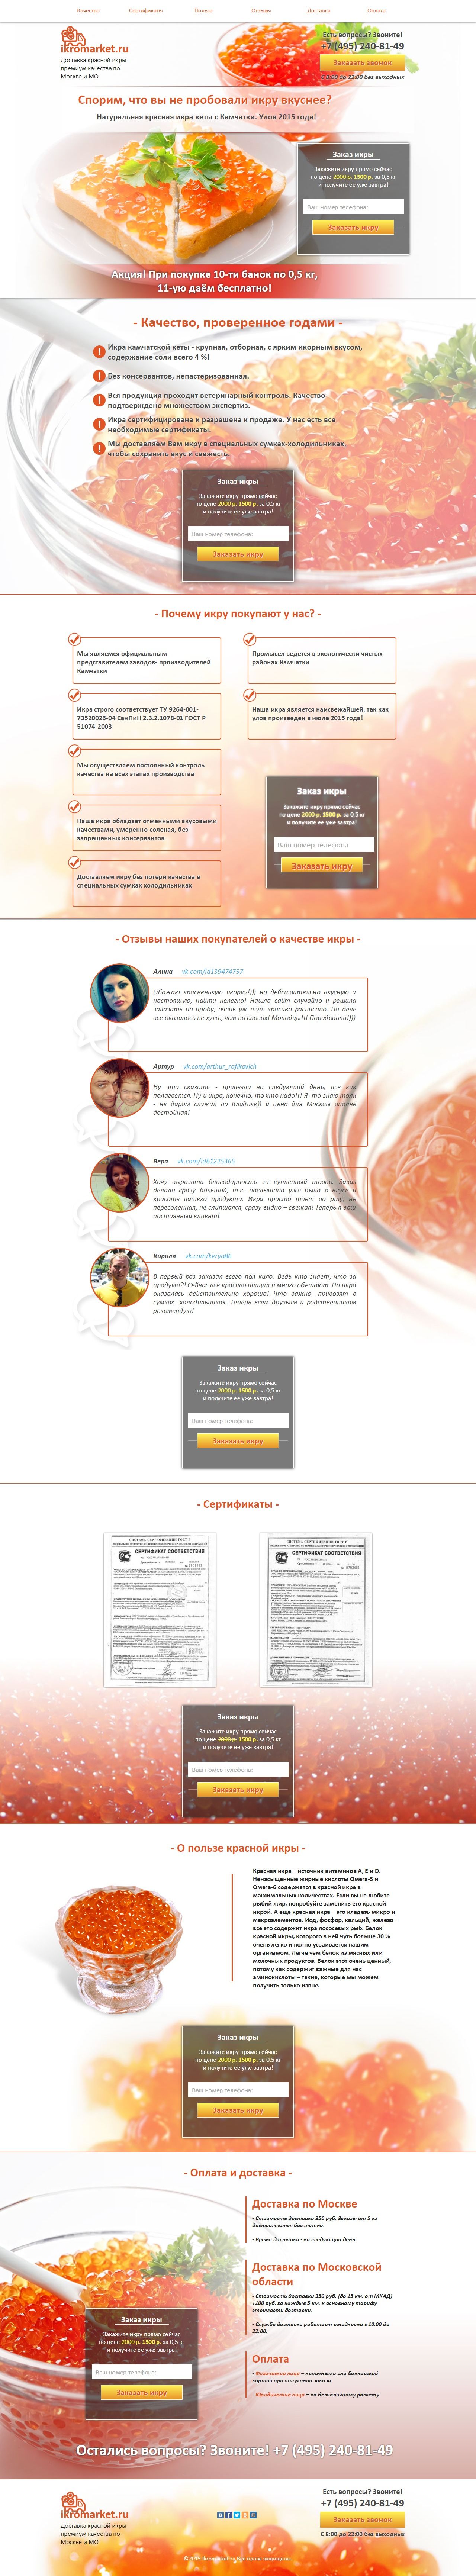 Качество Сертификаты Польза Отзывы Доставка Оплата
ikromarket.ru
Доставка красной икры
премиум качества по
Москве и МО
Есть вопросы? Звоните!
+7 (495) 240-81-49
Заказать звонок
С 8:00 до 22:00 без выходных
Спорим, что вы не пробовали икру вкуснее?
Натуральная красная икра кеты с Камчатки. Улов 2015 года!
Заказ икры
Закажите икру прямо сейчас
по цене 2000 р. 1500 р. за 0,5 кг
и получите ее уже завтра!
Ваш номер телефона:
Заказать икру
Акция! При покупке 10-ти банок по 0,5 кг,
11-ую даём бесплатно!
- Качество, проверенное годами -
Икра камчатской кеты - крупная, отборная, с ярким икорным вкусом,
содержание соли всего 4 %!
Без консервантов, непастеризованная.
Вся продукция проходит ветеринарный контроль. Качество
подтверждено множеством экспертиз.
Икра сертифицирована и разрешена к продаже. У нас есть все
необходимые сертификаты.
Мы доставляем Вам икру в специальных сумках-холодильниках,
чтобы сохранить вкус и свежесть.
Заказ икры
Закажите икру прямо сейчас
по цене 2000 р. 1500 р. за 0,5 кг
и получите ее уже завтра!
Ваш номер телефона:
Заказать икру
- Почему икру покупают у нас? -
Мы являемся официальным
представителем заводов- производителей
Камчатки
Промысел ведется в экологически чистых
районах Камчатки
Икра строго соответствует ТУ 9264-001-
73520026-04 СанПиН 2.3.2.1078-01 ГОСТ Р
51074-2003
Наша икра является наисвежайшей, так как
улов произведен в июле 2015 года!
Мы осуществляем постоянный контроль
качества на всех этапах производства
Наша икра обладает отменными вкусовыми
качествами, умеренно соленая, без
запрещенных консервантов
Доставляем икру без потери качества в
специальных сумках холодильниках
Заказ икры
Закажите икру прямо сейчас
по цене 2000 р. 1500 р. за 0,5 кг
и получите ее уже завтра!
Ваш номер телефона:
Заказать икру
- Отзывы наших покупателей о качестве икры -
Алина vk.com/id139474757
Обожаю красненькую икорку!))) но действительно вкусную и
настоящую, найти нелегко! Нашла сайт случайно и решила
заказать на пробу, очень уж тут красиво расписано. На деле
все оказалось не хуже, чем на словах! Молодцы!!! Порадовали!)))
Артур vk.com/arthur_rafikovich
Ну что сказать - привезли на следующий день, все как
полагается. Ну и икра, конечно, то что надо!!! Я- то знаю толк
- не даром служил во Владике)) и цена для Москвы вполне
достойная!
Вера vk.com/id61225365
Хочу выразить благодарность за купленный товар. Заказ
делала сразу большой, т.к. наслышана уже была о вкусе и
красоте вашего продукта. Икра просто тает во рту, не
пересоленная, не слипшаяся, сразу видно – свежая! Теперь я ваш
постоянный клиент!
Кирилл vk.com/kerya86
В первый раз заказал всего пол кило. Ведь кто знает, что за
продукт?! Сейчас все красиво пишут и много обещают. Но икра
оказалась действительно хороша! Что важно -привозят в
сумках- холодильниках. Теперь всем друзьям и родственникам
рекомендую!
Заказ икры
Закажите икру прямо сейчас
по цене 2000 р. 1500 р. за 0,5 кг
и получите ее уже завтра!
Ваш номер телефона:
Заказать икру
- Сертификаты -
СЕРТИФИКАТ СООТВЕТСТВИЯ
СЕРТИФИКАТ СООТВЕТСТВИЯ
Заказ икры
Закажите икру прямо сейчас
по цене 2000 р. 1500 р. за 0,5 кг
и получите ее уже завтра!
Ваш номер телефона:
Заказать икру
- О пользе красной икры -
Красная икра – источник витаминов A, E и D.
Ненасыщенные жирные кислоты Омега-3 и
Омега-6 содержатся в красной икре в
максимальных количествах. Если вы не любите
рыбий жир, попробуйте заменить его красной
икрой. А еще красная икра – это кладезь микро и
макроэлементов. Йод, фосфор, кальций, железо –
все это содержит икра лососевых рыб. Белок
красной икры, которого в ней чуть больше 30 %
очень легко и полно усваивается нашим
организмом. Легче чем белок из мясных или
молочных продуктов. Белок этот очень ценный,
потому как содержит важные для нас
аминокислоты – такие, которые мы можем
получить только извне.
Заказ икры
Закажите икру прямо сейчас
по цене 2000 р. 1500 р. за 0,5 кг
и получите ее уже завтра!
Ваш номер телефона:
Заказать икру
- Оплата и доставка -
Доставка по Москве
- Стоимость доставки 350 руб. Заказы от 5 кг
доставляются бесплатно.
- Время доставки - на следующий день
Доставка по Московской
области
- Стоимость доставки 350 руб. (до 15 км. от МКАД)
+100 руб. за каждые 5 км. к основному тарифу
стоимости доставки.
- Служба доставки работает ежедневно с 10.00 до
22.00.
Оплата
- Физические лица – наличными или банковской
картой при получении заказа
- Юридические лица – по безналичному расчету
Заказ икры
Закажите икру прямо сейчас
по цене 2000 р. 1500 р. за 0,5 кг
и получите ее уже завтра!
Ваш номер телефона:
Заказать икру
Остались вопросы? Звоните! +7 (495) 240-81-49
ikromarket.ru
Доставка красной икры
премиум качества по
Москве и МО
Есть вопросы? Звоните!
+7 (495) 240-81-49
Заказать звонок
С 8:00 до 22:00 без выходных
©2015 Ikromarket.ru Все права защищены.